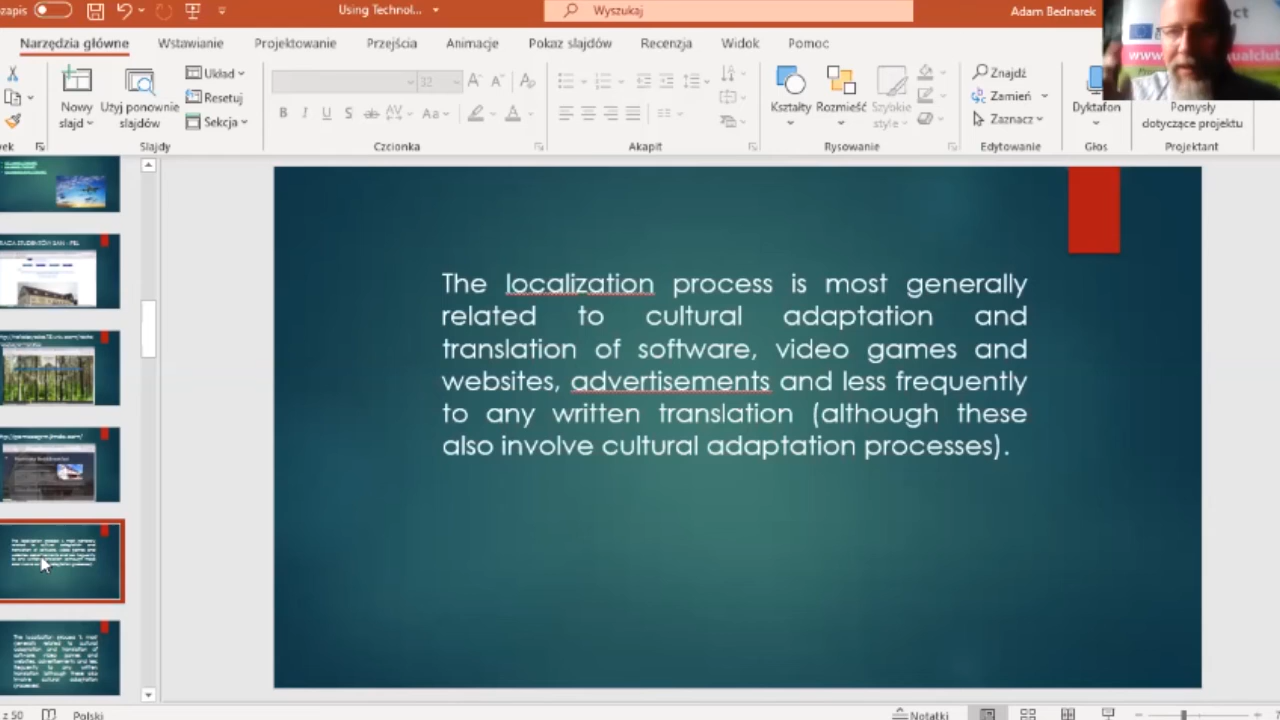 zapis
Using Technol...
Wyszukaj
Adam Bednarek
Narzędzia główne Wstawianie Projektowanie Przejścia Animacje Pokaz slajdów Recenzja Widok Pomoc
Nowy slajd
Użyj ponownie slajdów
Układ
Resetuj
Sekcja
32
Kształty
Rozmieść
Szybkie style
Znajdź
Zamień
Zaznacz
Dyktafon
Pomysły dotyczące projektu
Slajdy Czcionka Akapit Rysowanie Edytowanie Głos Projektant
The localization process is most generally
related to cultural adaptation and
translation of software, video games and
websites, advertisements and less frequently
to any written translation (although these
also involve cultural adaptation processes).
z 50 Polski Notatki